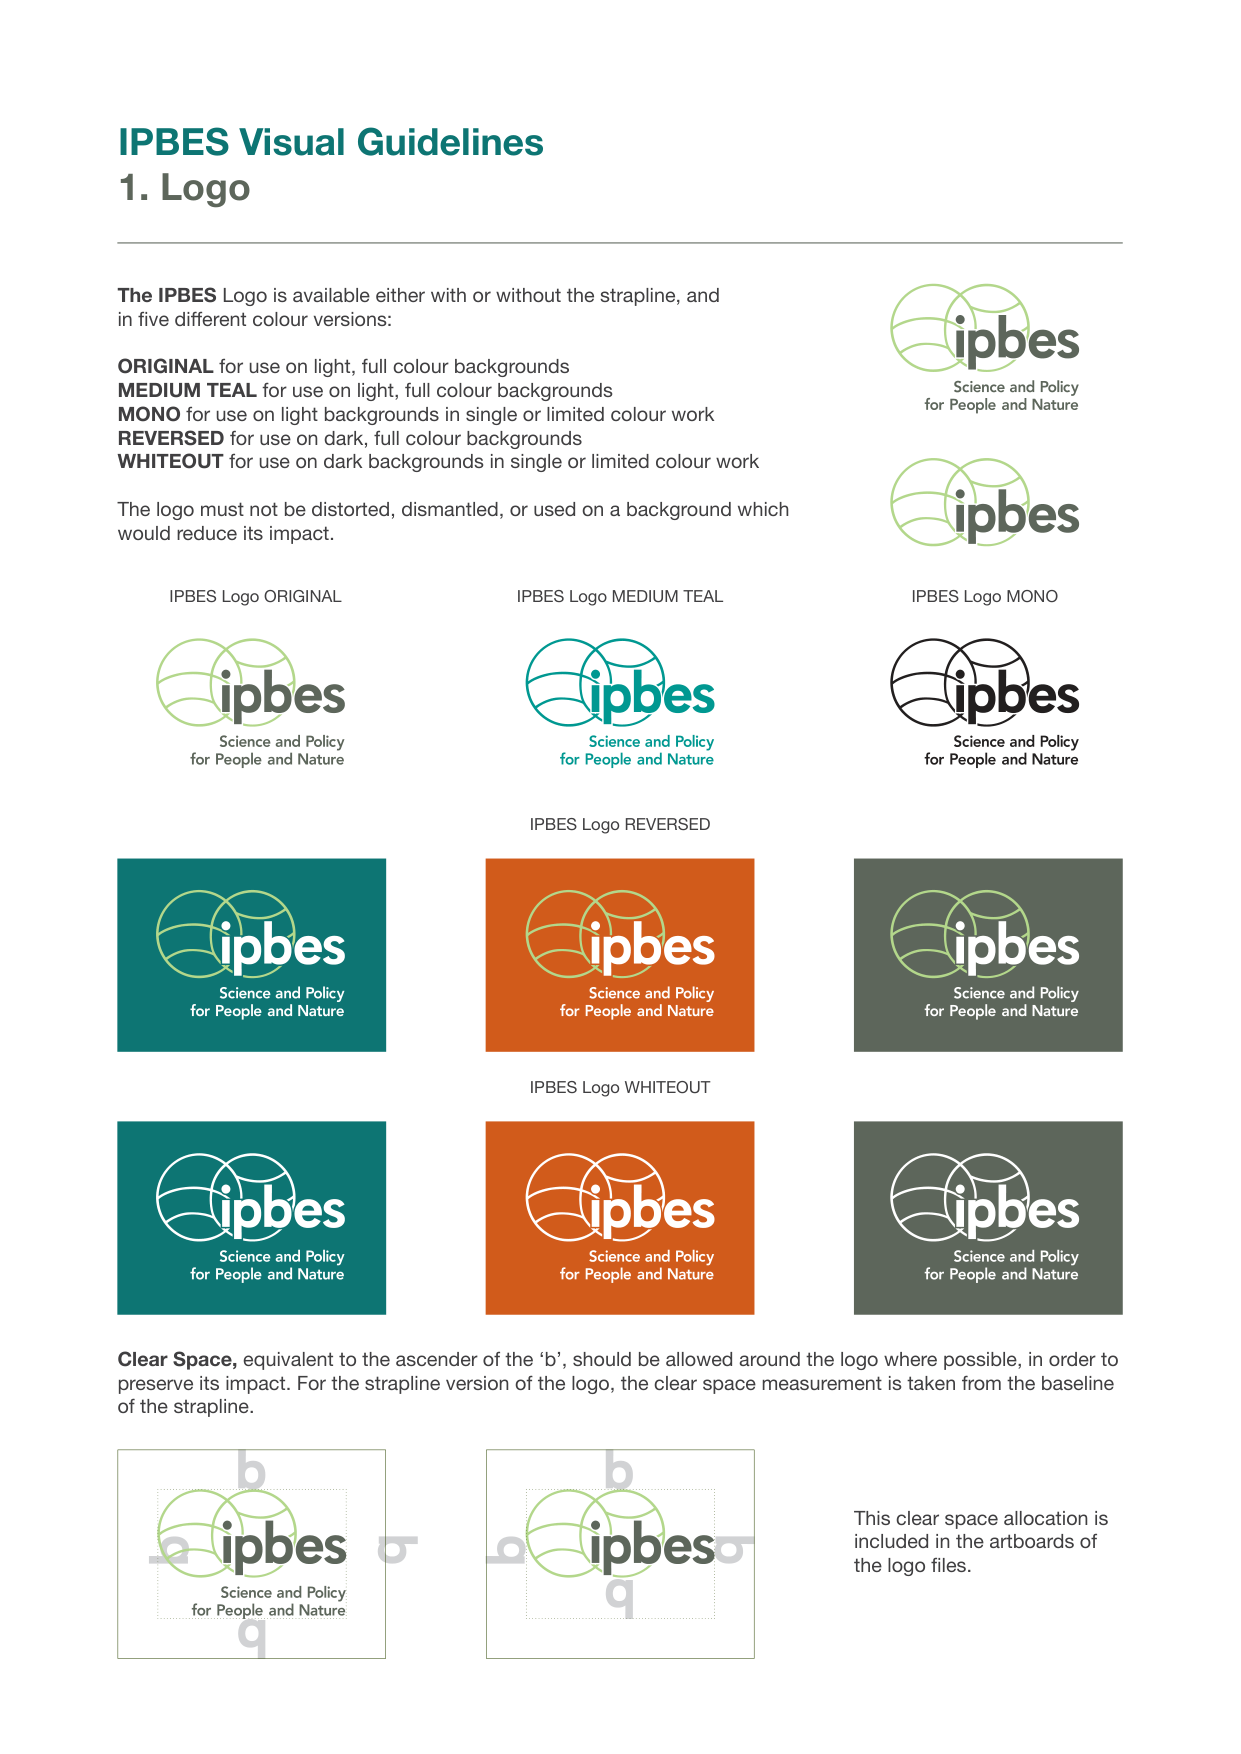 IPBES Visual Guidelines
1. Logo
The IPBES Logo is available either with or without the strapline, and
in five different colour versions:
ORIGINAL for use on light, full colour backgrounds
MEDIUM TEAL for use on light, full colour backgrounds
MONO for use on light backgrounds in single or limited colour work
REVERSED for use on dark, full colour backgrounds
WHITEOUT for use on dark backgrounds in single or limited colour work
The logo must not be distorted, dismantled, or used on a background which
would reduce its impact.
ipbes
Science and Policy
for People and Nature
ipbes
IPBES Logo ORIGINAL
IPBES Logo MEDIUM TEAL
IPBES Logo MONO
ipbes
Science and Policy
for People and Nature
ipbes
Science and Policy
for People and Nature
ipbes
Science and Policy
for People and Nature
IPBES Logo REVERSED
ipbes
Science and Policy
for People and Nature
ipbes
Science and Policy
for People and Nature
ipbes
Science and Policy
for People and Nature
IPBES Logo WHITEOUT
ipbes
Science and Policy
for People and Nature
ipbes
Science and Policy
for People and Nature
ipbes
Science and Policy
for People and Nature
Clear Space, equivalent to the ascender of the ‘b’, should be allowed around the logo where possible, in order to
preserve its impact. For the strapline version of the logo, the clear space measurement is taken from the baseline
of the strapline.
b
b
ipbes
b
Science and Policy
for People and Nature
b
b
b
ipbes
b
b
This clear space allocation is
included in the artboards of
the logo files.